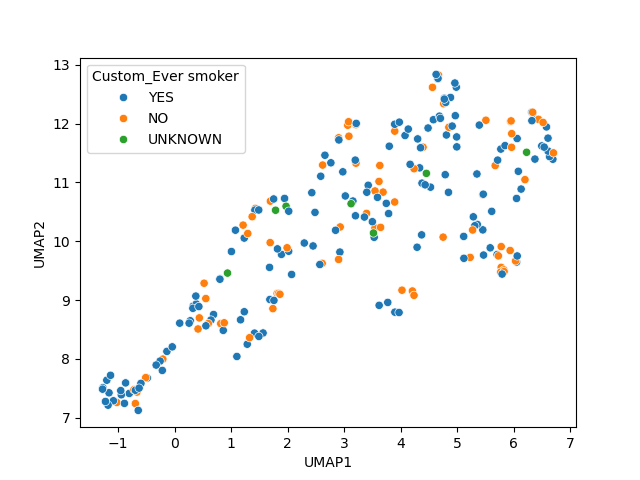 Custom_Ever smoker
YES
NO
UNKNOWN
13
12
11
10
9
8
7
UMAP2
−1 0 1 2 3 4 5 6 7
UMAP1